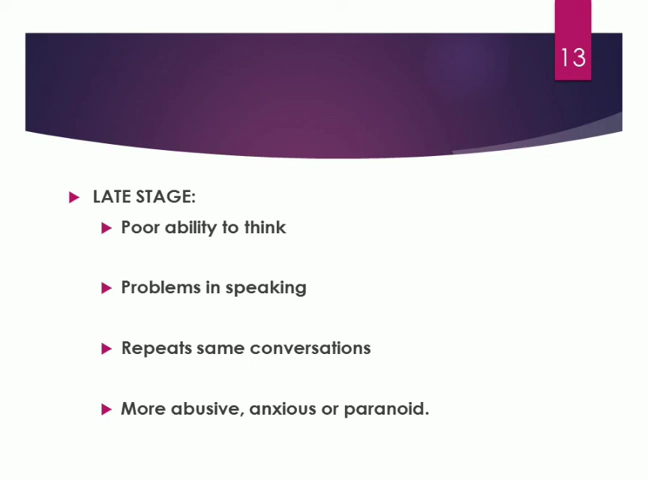 13
LATE STAGE:
Poor ability to think
Problems in speaking
Repeats same conversations
More abusive, anxious or paranoid.